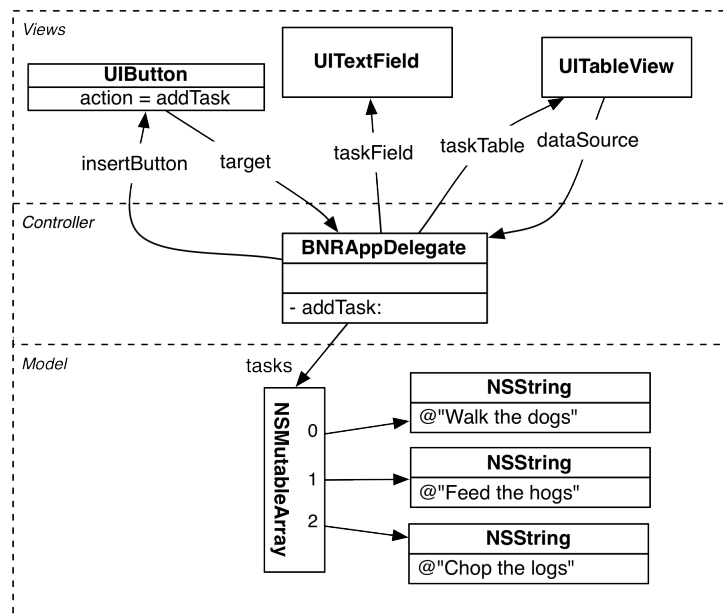 Views
UIButton
action = addTask
UITextField
UITableView
insertButton
target
taskField
taskTable
dataSource
Controller
BNRAppDelegate
- addTask:
Model
tasks
NSMutableArray
0
1
2
NSString
@"Walk the dogs"
NSString
@"Feed the hogs"
NSString
@"Chop the logs"